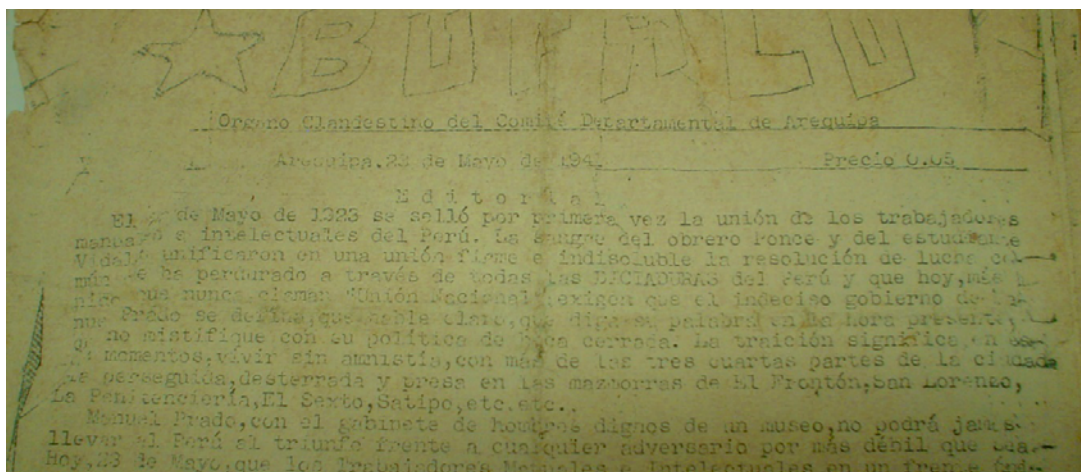 BUFALO
Organo Clandestino del Comité Departamental de Arequipa
Arequipa, 23 de Mayo de 194 Precio 0.05
Editorial
El de Mayo de 1923 se selló por primera vez la unión de los trabajadores
manua e intelectuales del Perú. La sangre del obrero Ponce y del estudiante
Vidal unificaron en una unión firme e indisoluble la resolución de lucha co-
mún ha perdurado a través de todas las DICTADURAS del Perú y que hoy, más
que nunca claman "Unión Nacional", exigen que el indeciso gobierno de
Prado se defina, que hable claro, que diga su palabra en la hora presente,
no mistifique con su política de boca cerrada. La traición significa, en
momentos, vivir sin amnistía, con más de las tres cuartas partes de la ciudada
perseguida, desterrada y presa en las mazmorras de El Frontón, San Lorenzo,
La Penitenciería, El Sexto, Satipo, etc. etc..
Manuel Prado, con el gabinete de hombres dignos de un museo, no podrá jamás
llevar al Perú al triunfo frente a cualquier adversario por más débil que sea
Hoy, 23 de Mayo, que los Trabajadores Manuales e Intelectuales en un frente